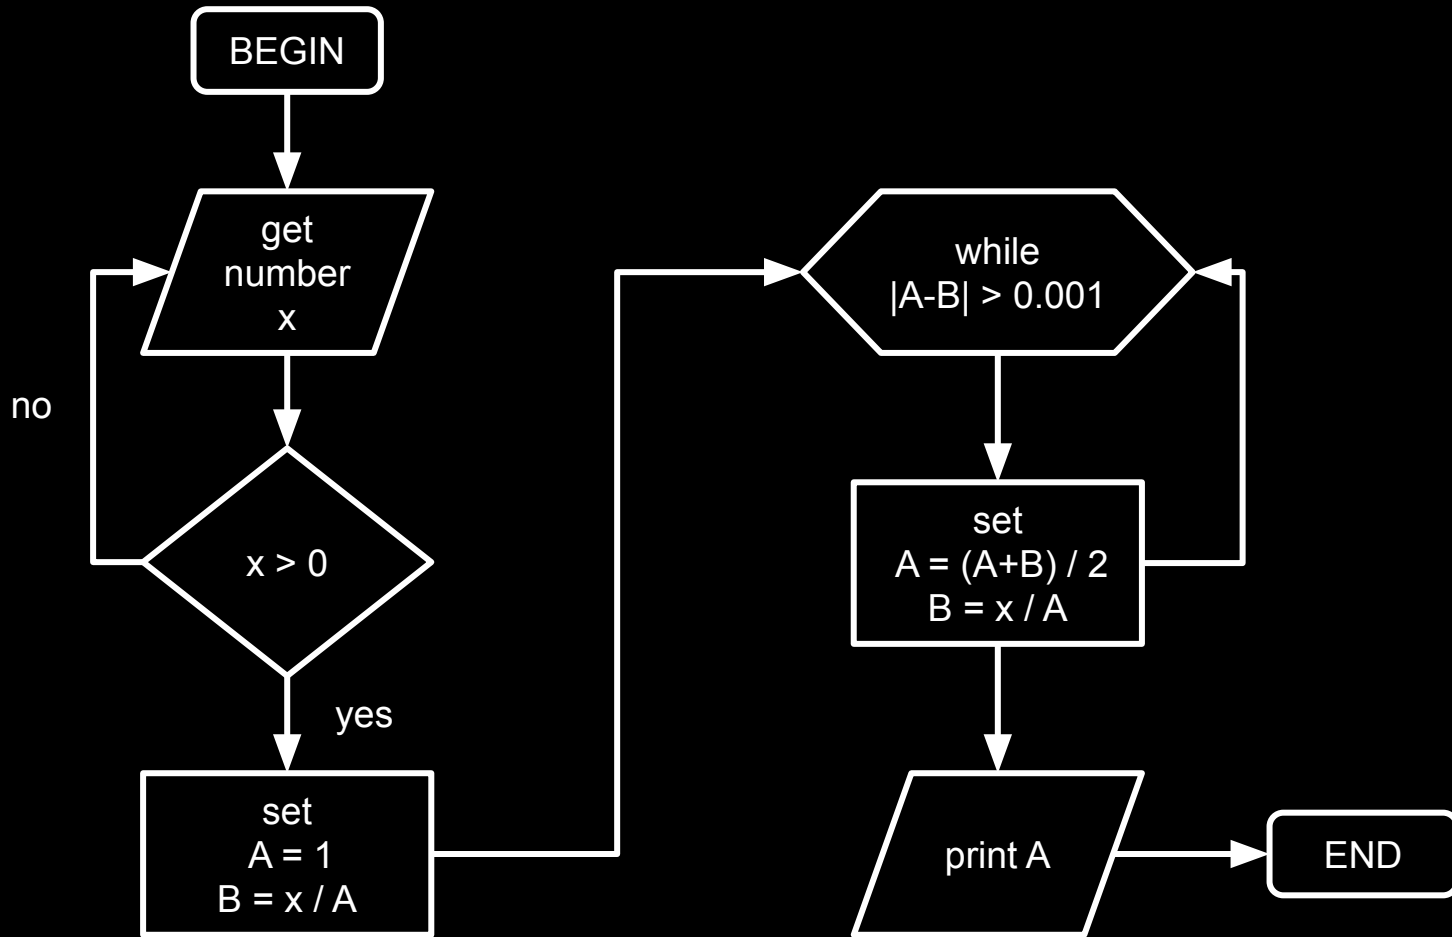 BEGIN
get
number
x
no
x > 0
yes
set
A = 1
B = x / A
while
|A-B| > 0.001
set
A = (A+B) / 2
B = x / A
print A
END